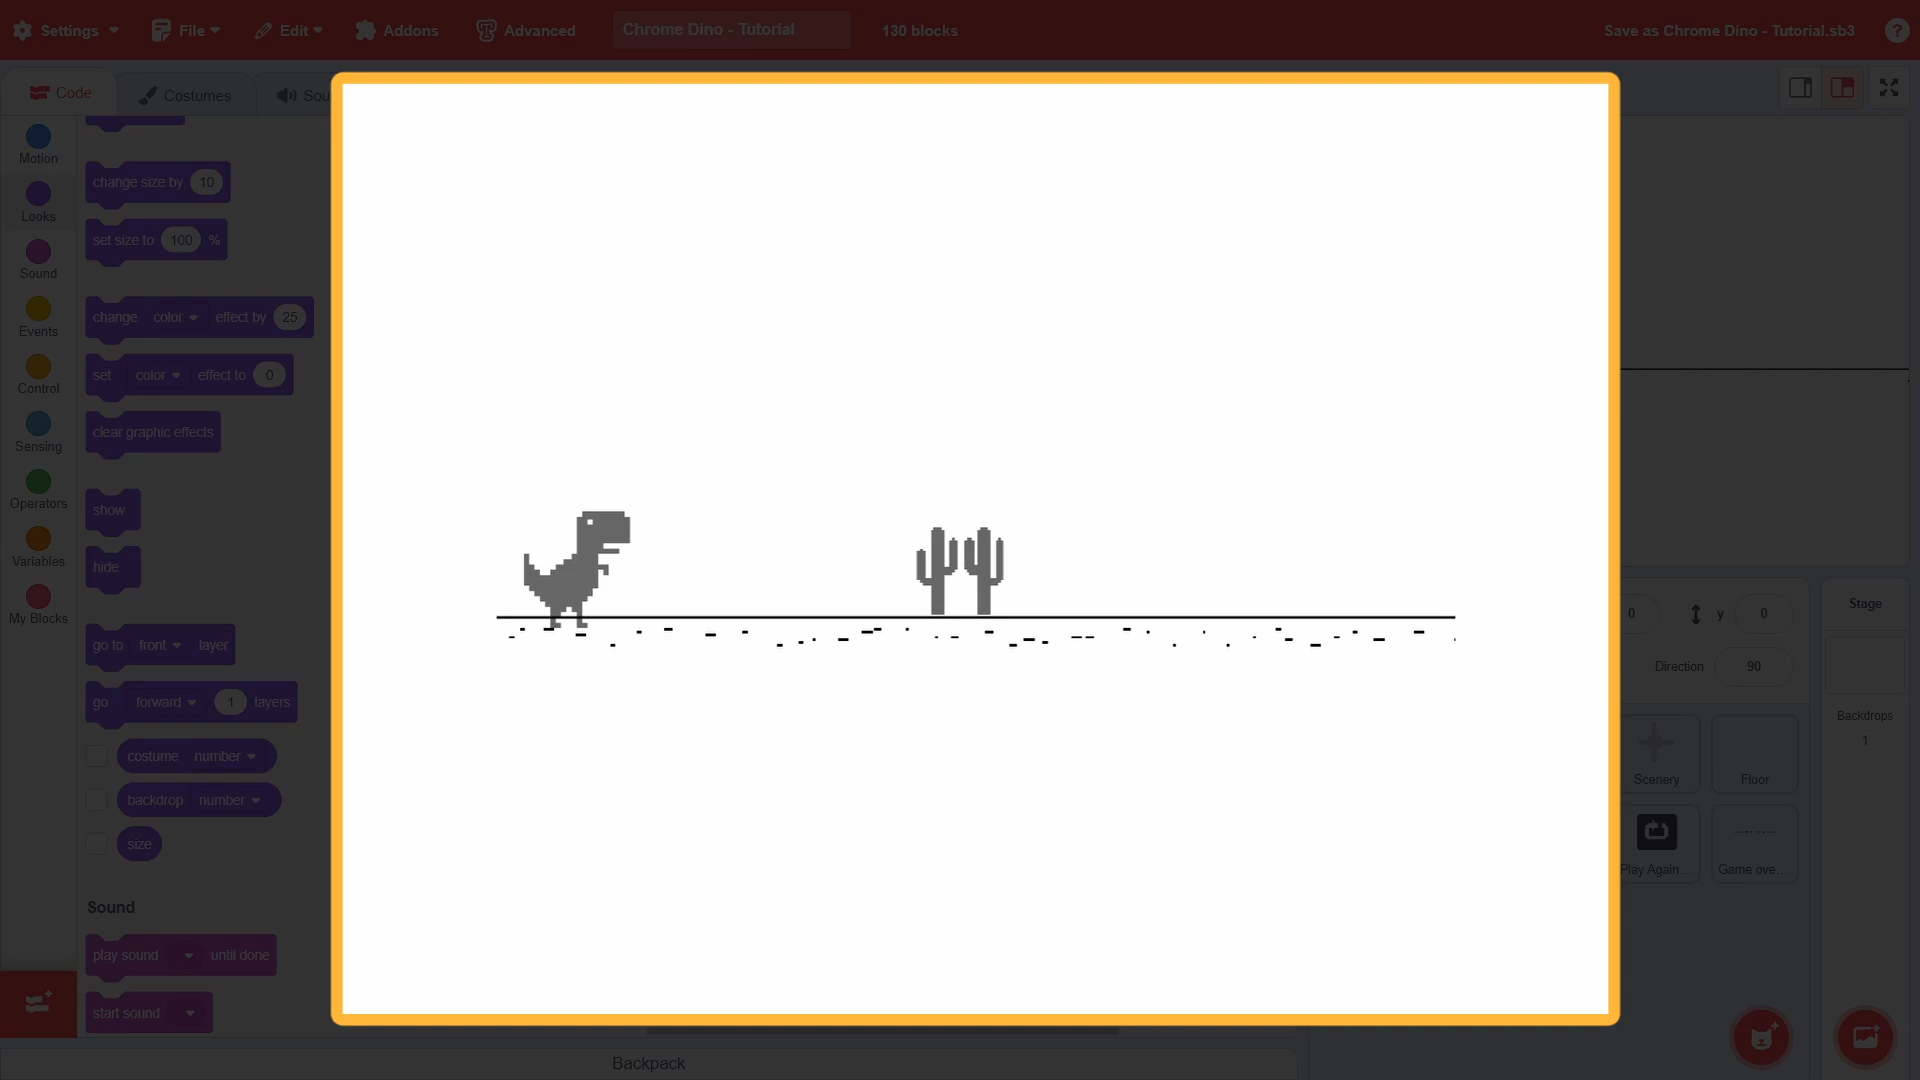 Settings File Edit Addons Advanced Chrome Dino - Tutorial 130 blocks Save as Chrome Dino - Tutorial.sb3 ?
Code Costumes Sou
Motion
Looks
Sound
Events
Control
Sensing
Operators
Variables
My Blocks
change size by 10
set size to 100 %
change color effect by 25
set color effect to 0
clear graphic effects
show
hide
go to front layer
go forward 1 layers
costume number
backdrop number
size
Sound
play sound until done
start sound
Backpack
0 y 0
Direction 90
Scenery Floor
Play Again... Game ove...
Stage
Backdrops
1